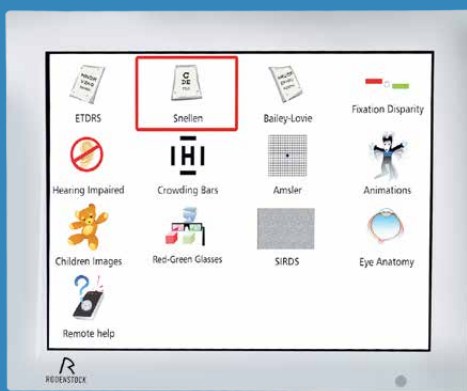 ETDRS
Snellen
Bailey-Lovie
Fixation Disparity
Hearing Impaired
Crowding Bars
Amsler
Animations
Children Images
Red-Green Glasses
SIRDS
Eye Anatomy
Remote help
R
RODENSTOCK
C
DE